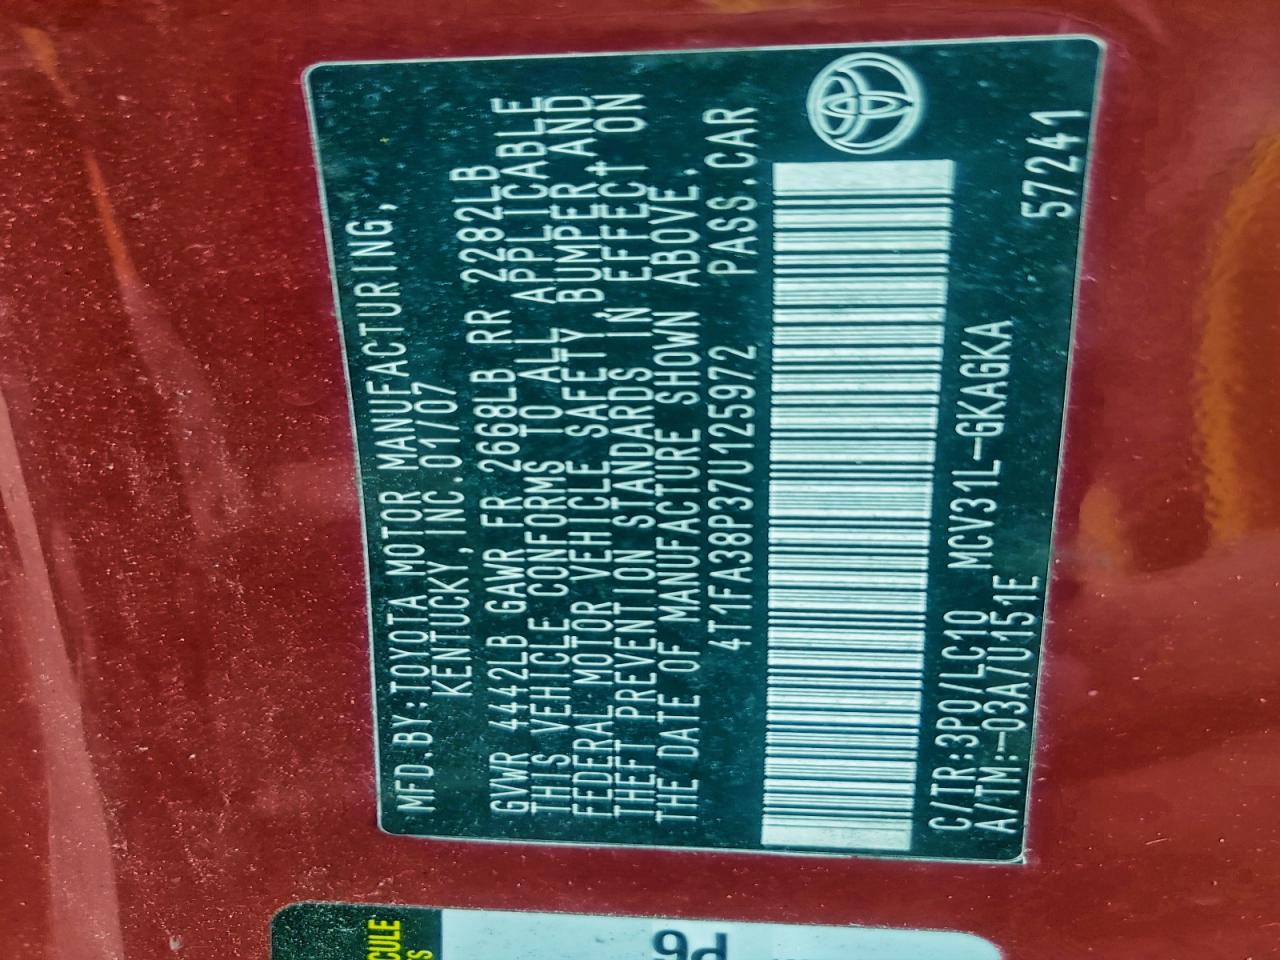 MFD.BY:TOYOTA MOTOR MANUFACTURING,
KENTUCKY, INC.01/07
GVWR 4442LB GAWR FR 2668LB RR 2282LB
THIS VEHICLE CONFORMS TO ALL APPLICABLE
FEDERAL MOTOR VEHICLE SAFETY, BUMPER, AND
THEFT PREVENTION STANDARDS IN EFFECT ON
THE DATE OF MANUFACTURE SHOWN ABOVE.
4T1FA38P37U125972 PASS.CAR
C/TR:3P0/LC10 MCV31L-GKAGKA
A/TM:-03A/U151E 57241
CULE